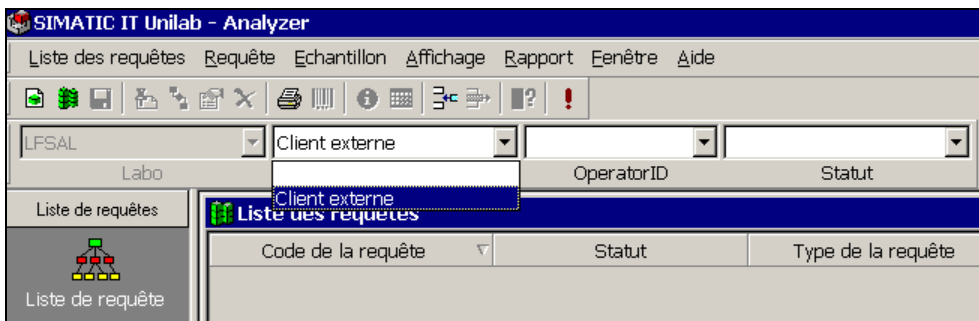 SIMATIC IT Unilab - Analyzer
Liste des requêtes Requête Echantillon Affichage Rapport Fenêtre Aide
LFSAL Client externe
Labo OperatorID Statut
Client externe
Liste de requêtes Liste des requêtes
Code de la requête Statut Type de la requête
Liste de requête